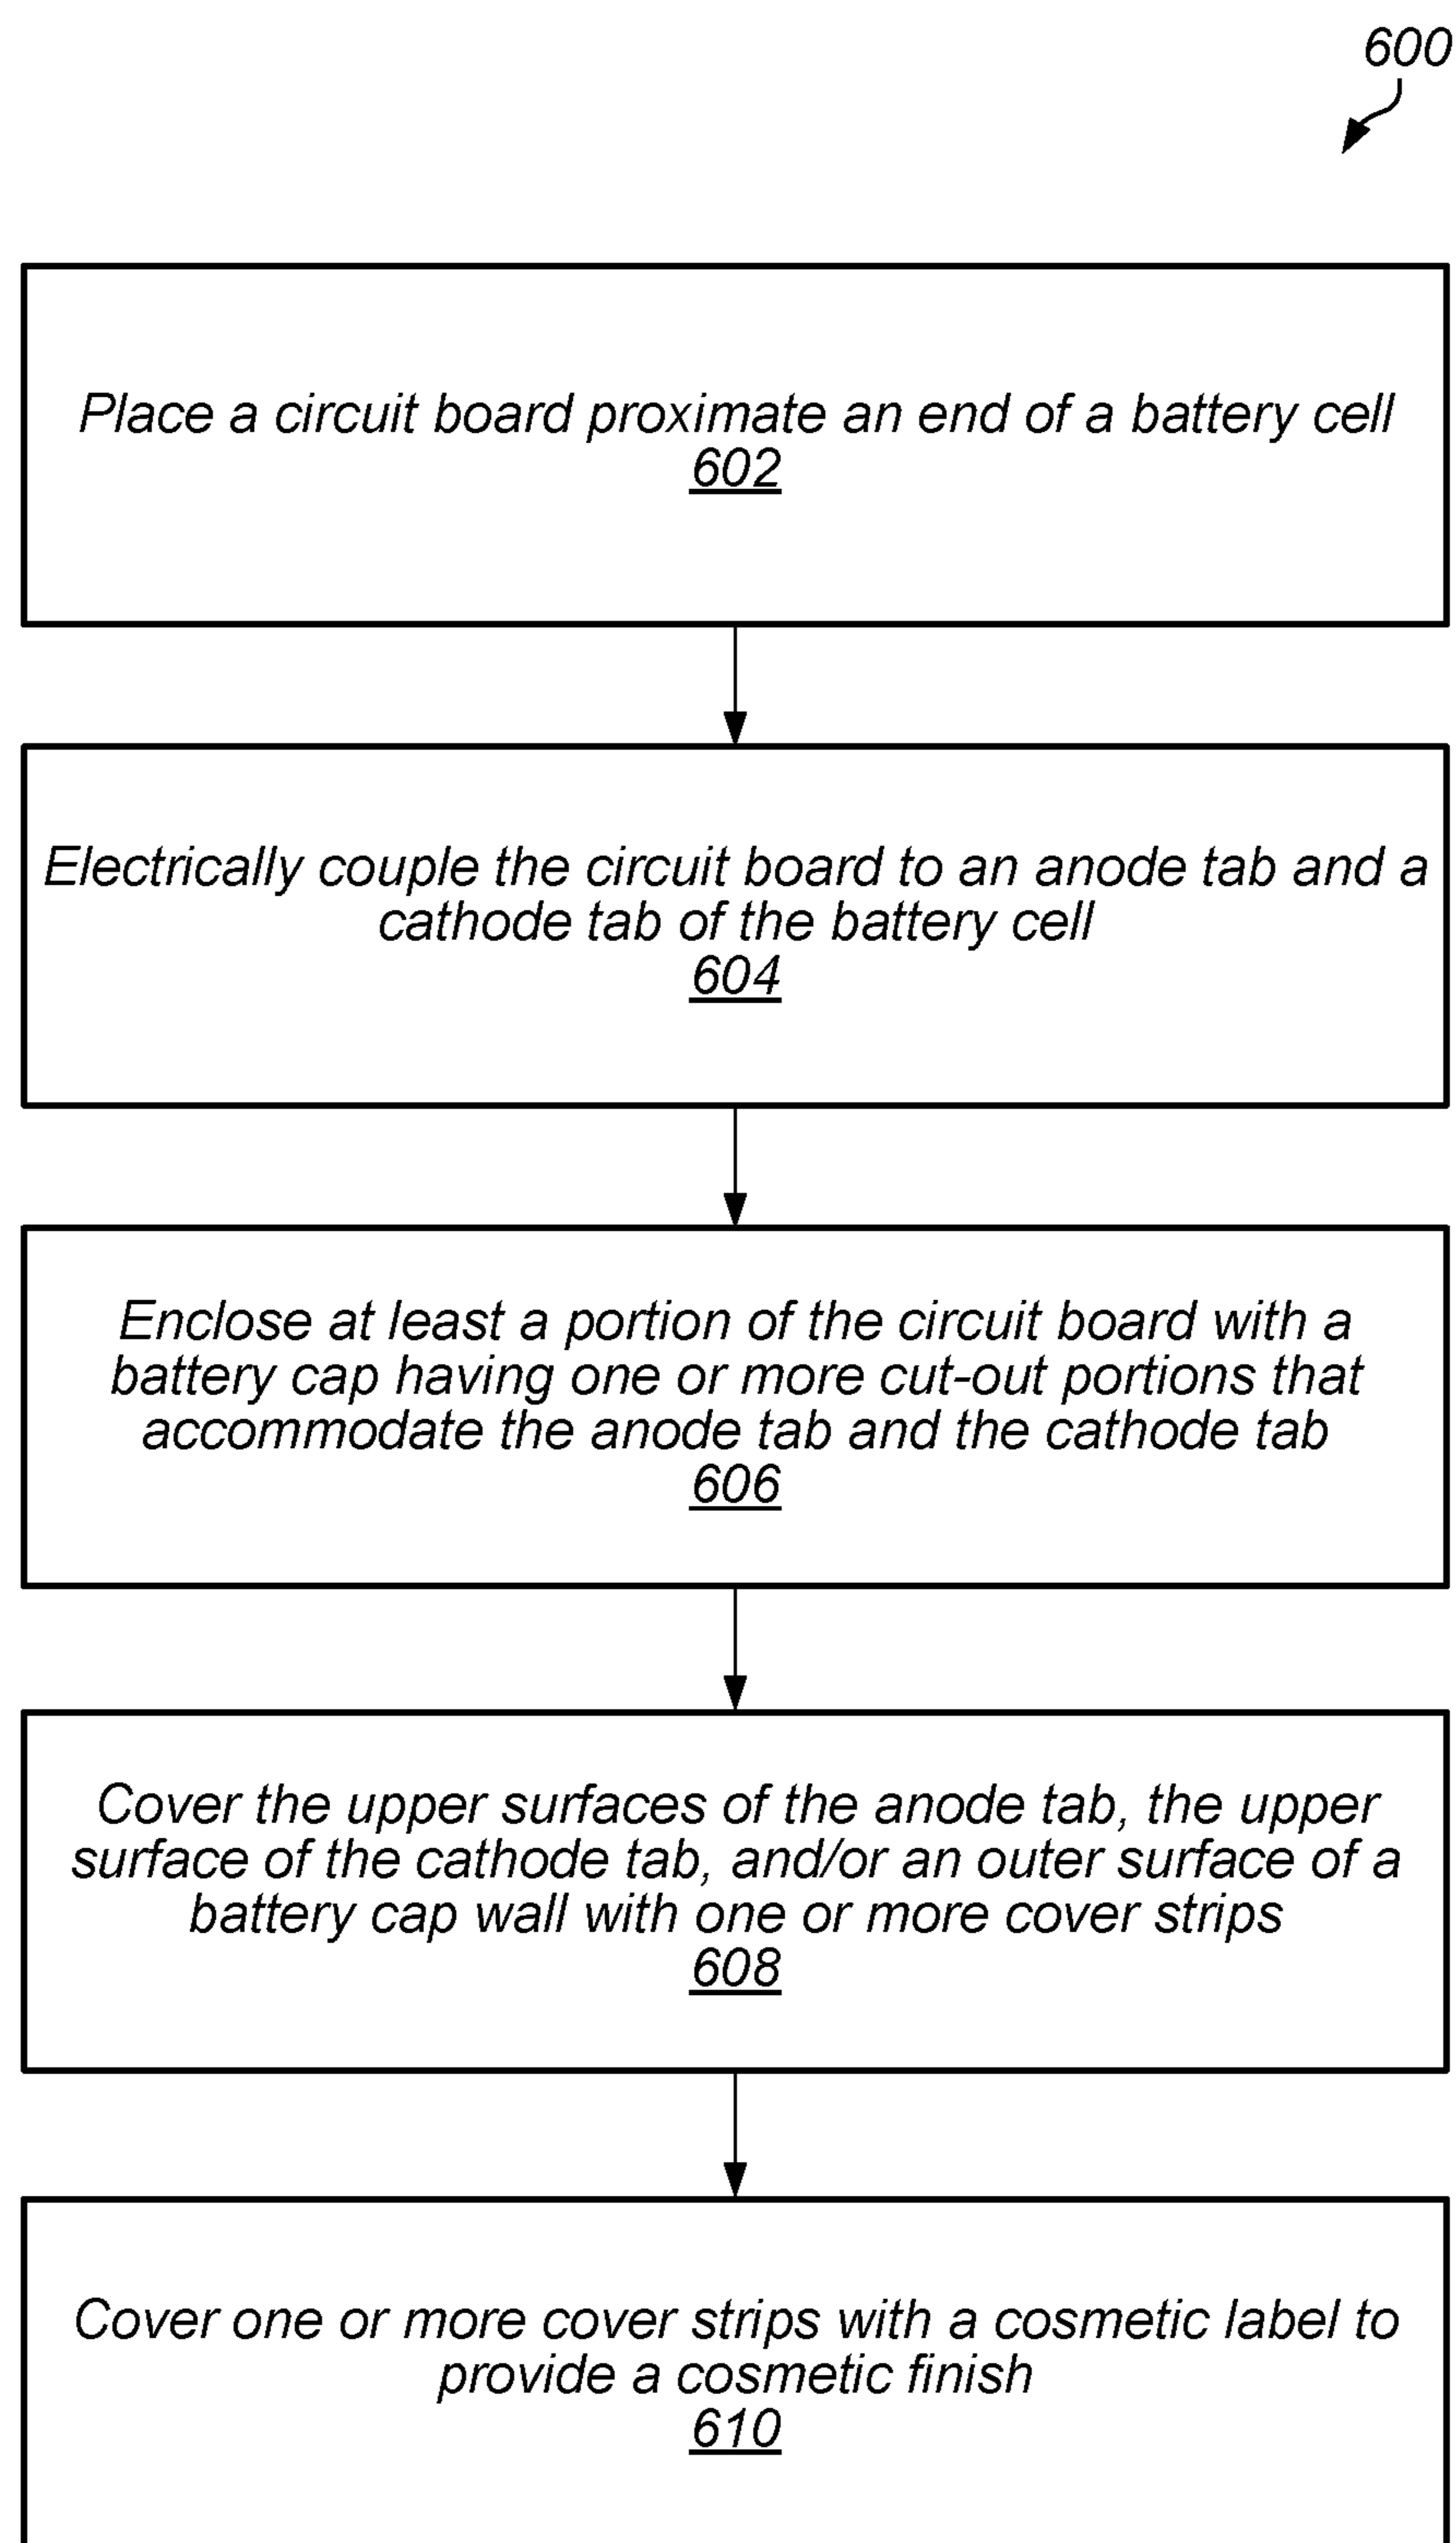 600
Place a circuit board proximate an end of a battery cell
602
Electrically couple the circuit board to an anode tab and a
cathode tab of the battery cell
604
Enclose at least a portion of the circuit board with a
battery cap having one or more cut-out portions that
accommodate the anode tab and the cathode tab
606
Cover the upper surfaces of the anode tab, the upper
surface of the cathode tab, and/or an outer surface of a
battery cap wall with one or more cover strips
608
Cover one or more cover strips with a cosmetic label to
provide a cosmetic finish
610